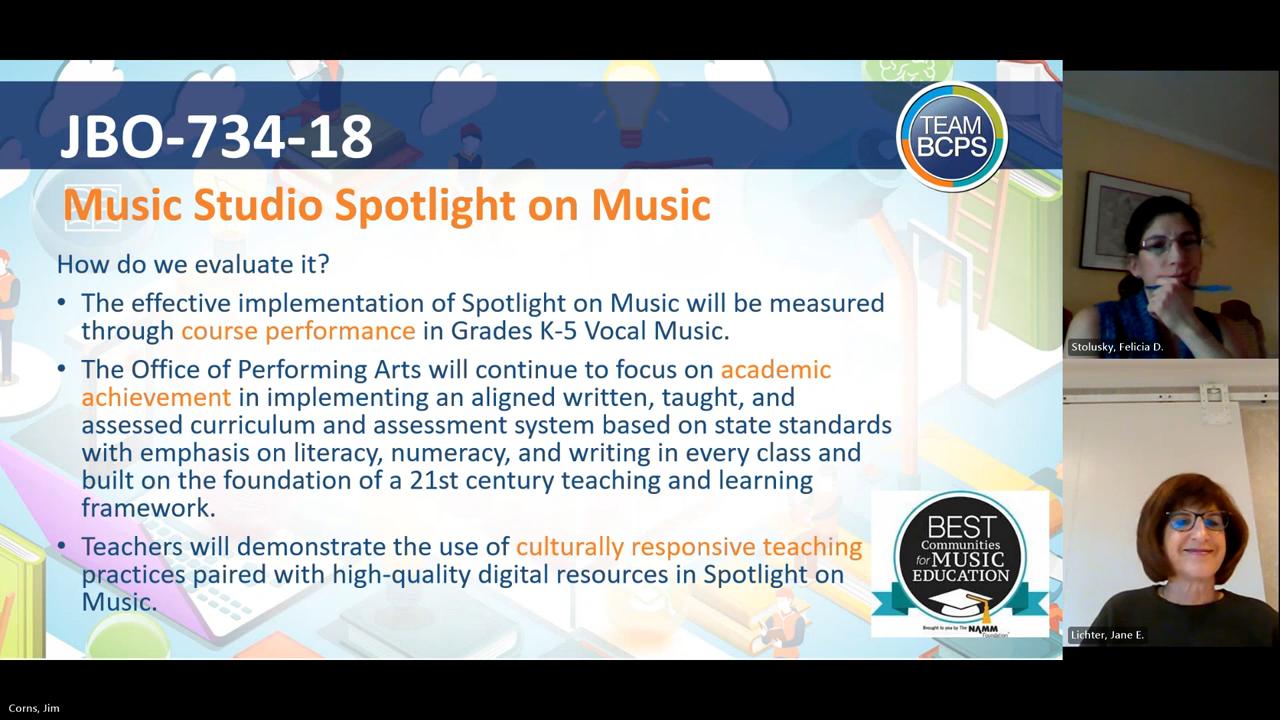 JBO-734-18
TEAM
BCPS
Music Studio Spotlight on Music
How do we evaluate it?
• The effective implementation of Spotlight on Music will be measured
through course performance in Grades K-5 Vocal Music.
• The Office of Performing Arts will continue to focus on academic
achievement in implementing an aligned written, taught, and
assessed curriculum and assessment system based on state standards
with emphasis on literacy, numeracy, and writing in every class and
built on the foundation of a 21st century teaching and learning
framework.
• Teachers will demonstrate the use of culturally responsive teaching
practices paired with high-quality digital resources in Spotlight on
Music.
BEST
Communities
for MUSIC
EDUCATION
Brought to you by The NAMM
Foundation
Stolusky, Felicia D.
Lichter, Jane E.
Corns, Jim